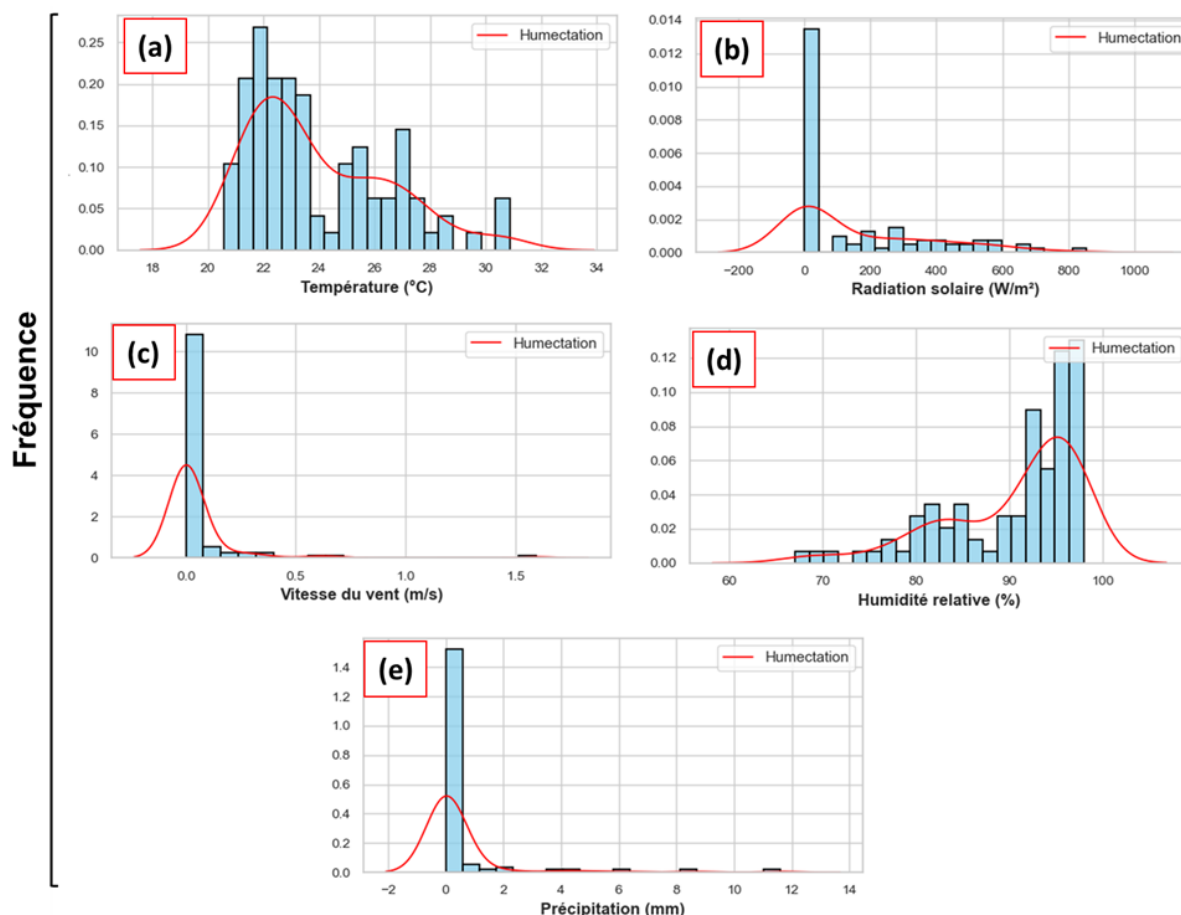 Fréquence
(a)
Humectation
0.25
0.20
0.15
0.10
0.05
0.00
18 20 22 24 26 28 30 32 34
Température (°C)
(b)
Humectation
0.014
0.012
0.010
0.008
0.006
0.004
0.002
0.000
−200 0 200 400 600 800 1000
Radiation solaire (W/m²)
(c)
Humectation
10
8
6
4
2
0
0.0 0.5 1.0 1.5
Vitesse du vent (m/s)
(d)
Humectation
0.12
0.10
0.08
0.06
0.04
0.02
0.00
60 70 80 90 100
Humidité relative (%)
(e)
Humectation
1.4
1.2
1.0
0.8
0.6
0.4
0.2
0.0
−2 0 2 4 6 8 10 12 14
Précipitation (mm)